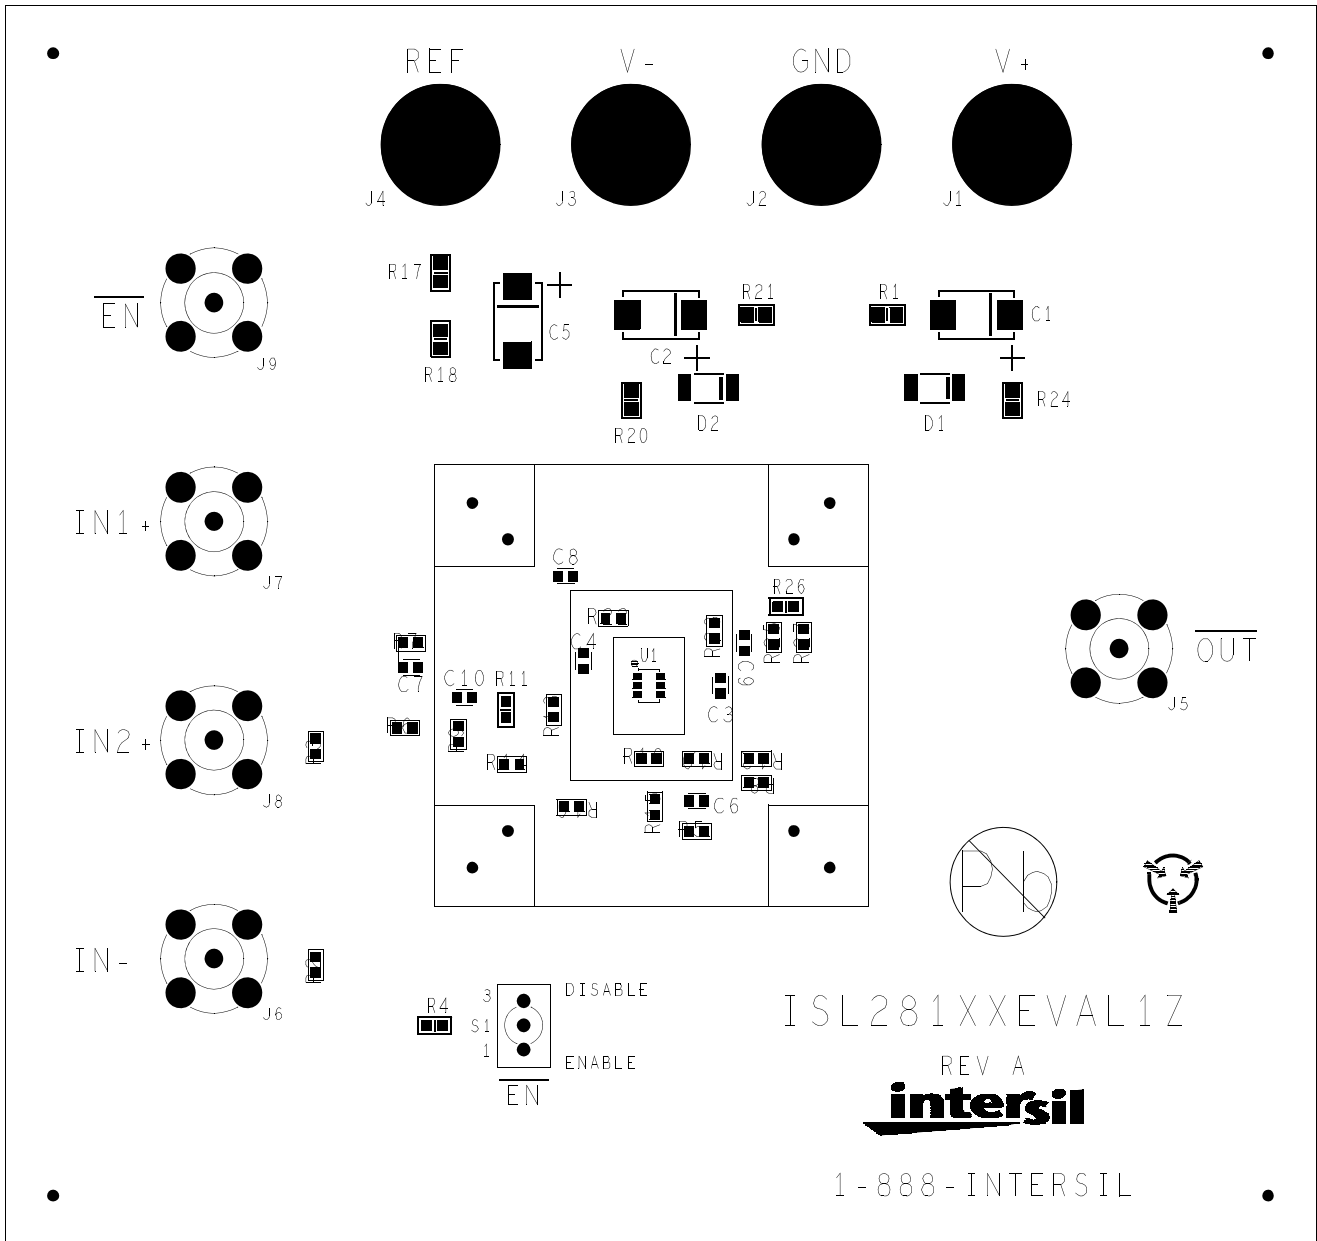 REF V- GND V+
J4 J3 J2 J1
R17 R21 R1
EN C5 C1
J9 R18 C2
D2 D1 R24
R20
IN1+
C8
J7 R26
C4 U1
C7 C10 R11 C9
OUT
C3
J5
IN2+
J8 C6
Pb
IN-
J6
R4 3 DISABLE
S1
1 ENABLE
EN
ISL281XXEVAL1Z
REV A
intersil
1-888-INTERSIL